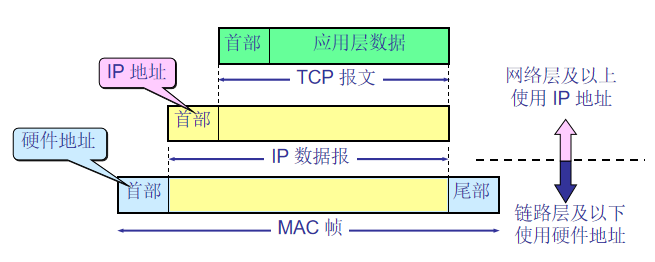 首部
应用层数据
TCP 报文
IP 地址
首部
IP 数据报
硬件地址
首部
尾部
MAC 帧
网络层及以上
使用 IP 地址
链路层及以下
使用硬件地址